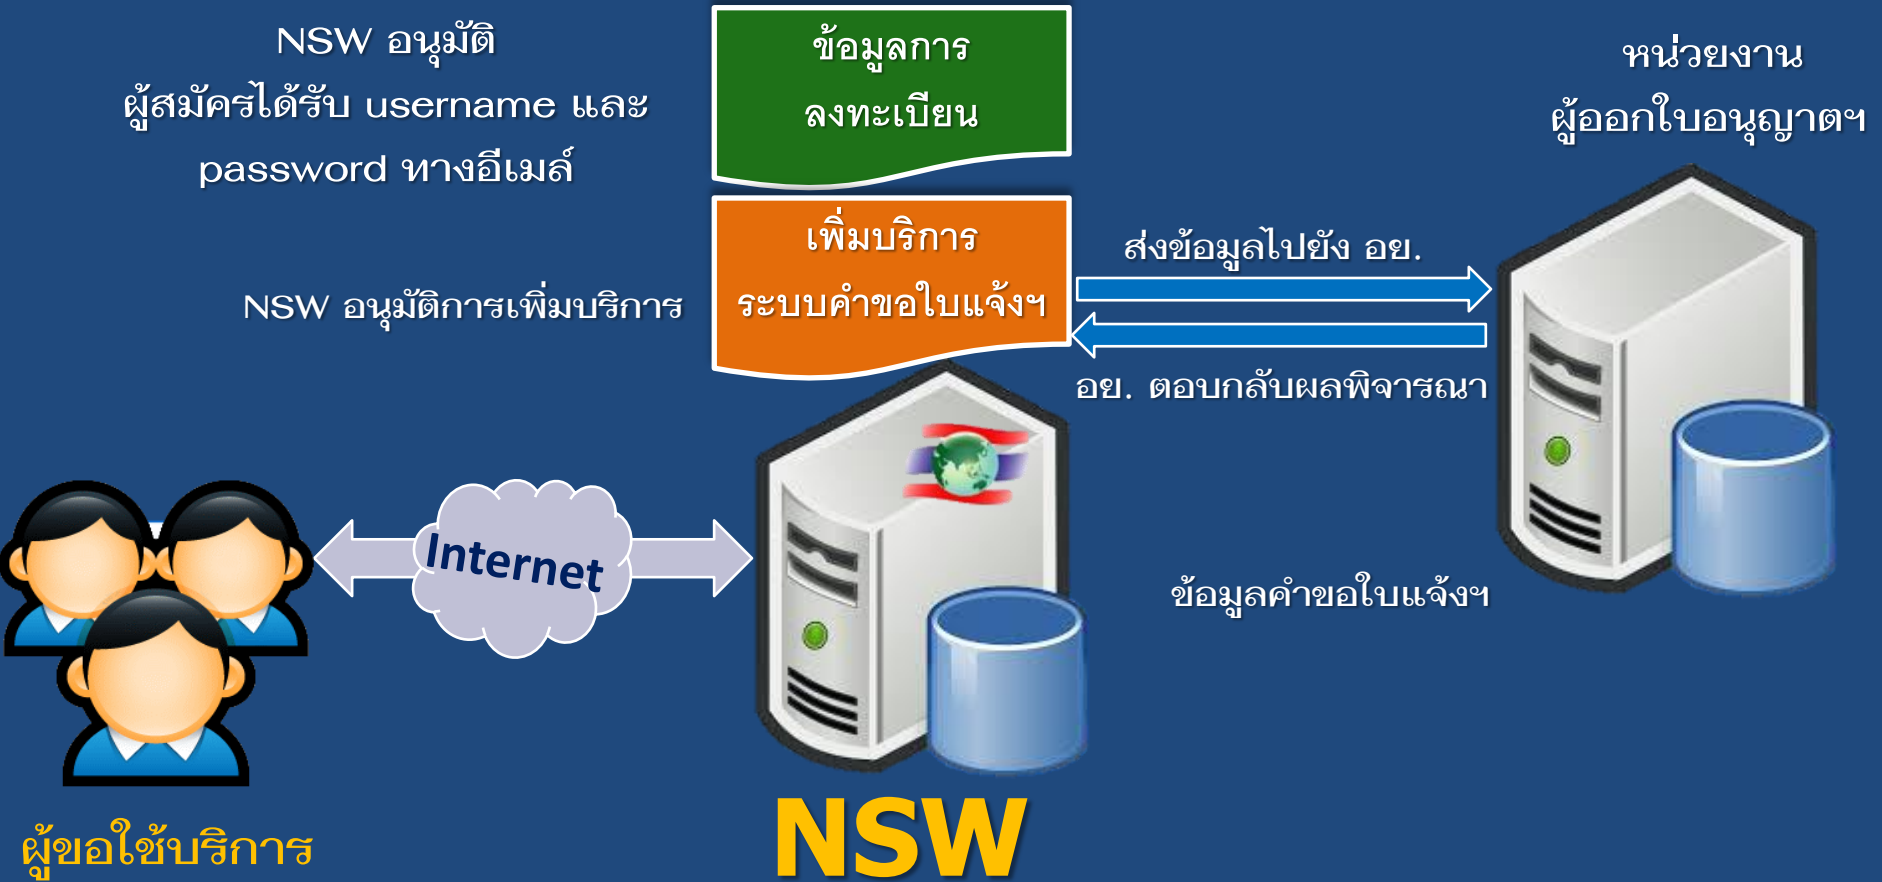 NSW อนุมัติ
ผู้สมัครได้รับ username และ
password ทางอีเมล์
ข้อมูลการ
ลงทะเบียน
หน่วยงาน
ผู้ออกใบอนุญาตฯ
เพิ่มบริการ
ระบบคำขอใบแจ้งฯ
NSW อนุมัติการเพิ่มบริการ
ส่งข้อมูลไปยัง อย.
อย. ตอบกลับผลพิจารณา
Internet
ข้อมูลคำขอใบแจ้งฯ
ผู้ขอใช้บริการ
NSW